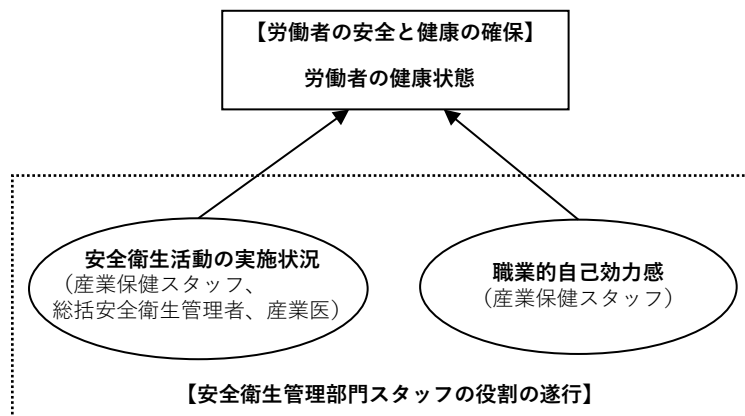 【労働者の安全と健康の確保】
労働者の健康状態
安全衛生活動の実施状況
（産業保健スタッフ、
総括安全衛生管理者、産業医）
職業的自己効力感
（産業保健スタッフ）
【安全衛生管理部門スタッフの役割の遂行】